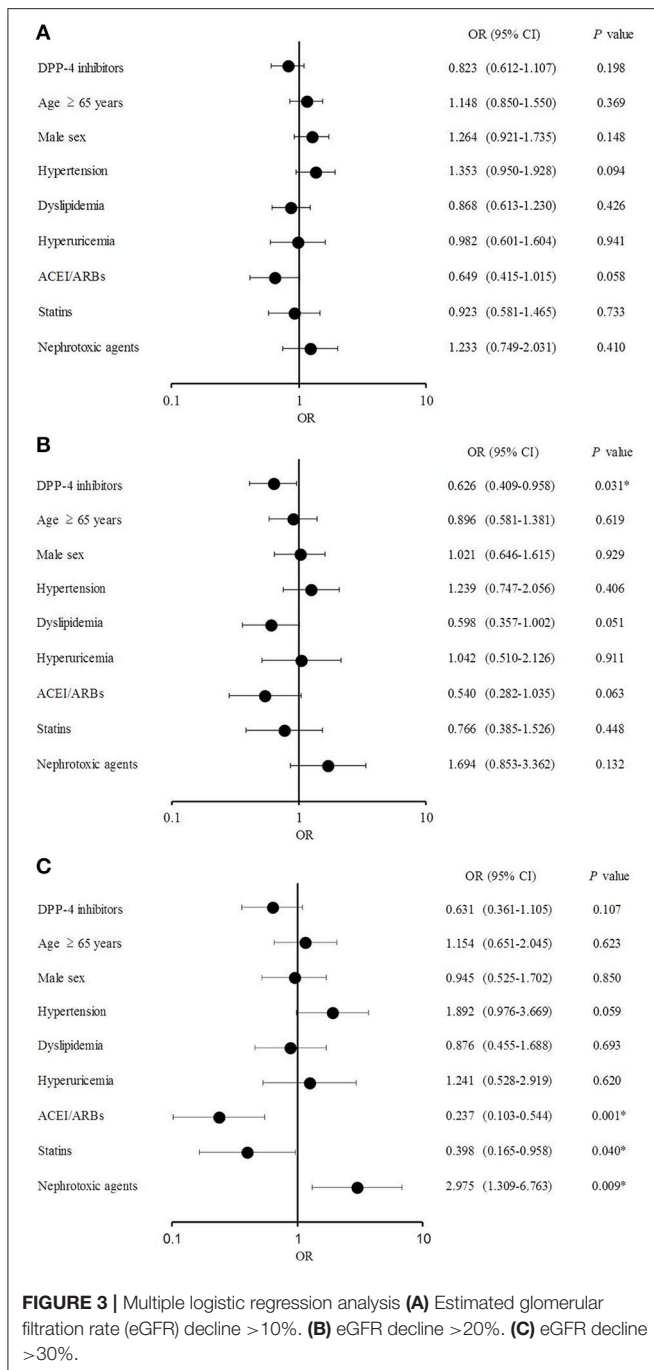 A
OR (95% CI) P value
DPP-4 inhibitors 0.823 (0.612-1.107) 0.198
Age ≥ 65 years 1.148 (0.850-1.550) 0.369
Male sex 1.264 (0.921-1.735) 0.148
Hypertension 1.353 (0.950-1.928) 0.094
Dyslipidemia 0.868 (0.613-1.230) 0.426
Hyperuricemia 0.982 (0.601-1.604) 0.941
ACEI/ARBs 0.649 (0.415-1.015) 0.058
Statins 0.923 (0.581-1.465) 0.733
Nephrotoxic agents 1.233 (0.749-2.031) 0.410
0.1 1 10
OR
B
OR (95% CI) P value
DPP-4 inhibitors 0.626 (0.409-0.958) 0.031*
Age ≥ 65 years 0.896 (0.581-1.381) 0.619
Male sex 1.021 (0.646-1.615) 0.929
Hypertension 1.239 (0.747-2.056) 0.406
Dyslipidemia 0.598 (0.357-1.002) 0.051
Hyperuricemia 1.042 (0.510-2.126) 0.911
ACEI/ARBs 0.540 (0.282-1.035) 0.063
Statins 0.766 (0.385-1.526) 0.448
Nephrotoxic agents 1.694 (0.853-3.362) 0.132
0.1 1 10
OR
C
OR (95% CI) P value
DPP-4 inhibitors 0.631 (0.361-1.105) 0.107
Age ≥ 65 years 1.154 (0.651-2.045) 0.623
Male sex 0.945 (0.525-1.702) 0.850
Hypertension 1.892 (0.976-3.669) 0.059
Dyslipidemia 0.876 (0.455-1.688) 0.693
Hyperuricemia 1.241 (0.528-2.919) 0.620
ACEI/ARBs 0.237 (0.103-0.544) 0.001*
Statins 0.398 (0.165-0.958) 0.040*
Nephrotoxic agents 2.975 (1.309-6.763) 0.009*
0.1 1 10
OR
FIGURE 3 | Multiple logistic regression analysis (A) Estimated glomerular
filtration rate (eGFR) decline >10%. (B) eGFR decline >20%. (C) eGFR decline
>30%.